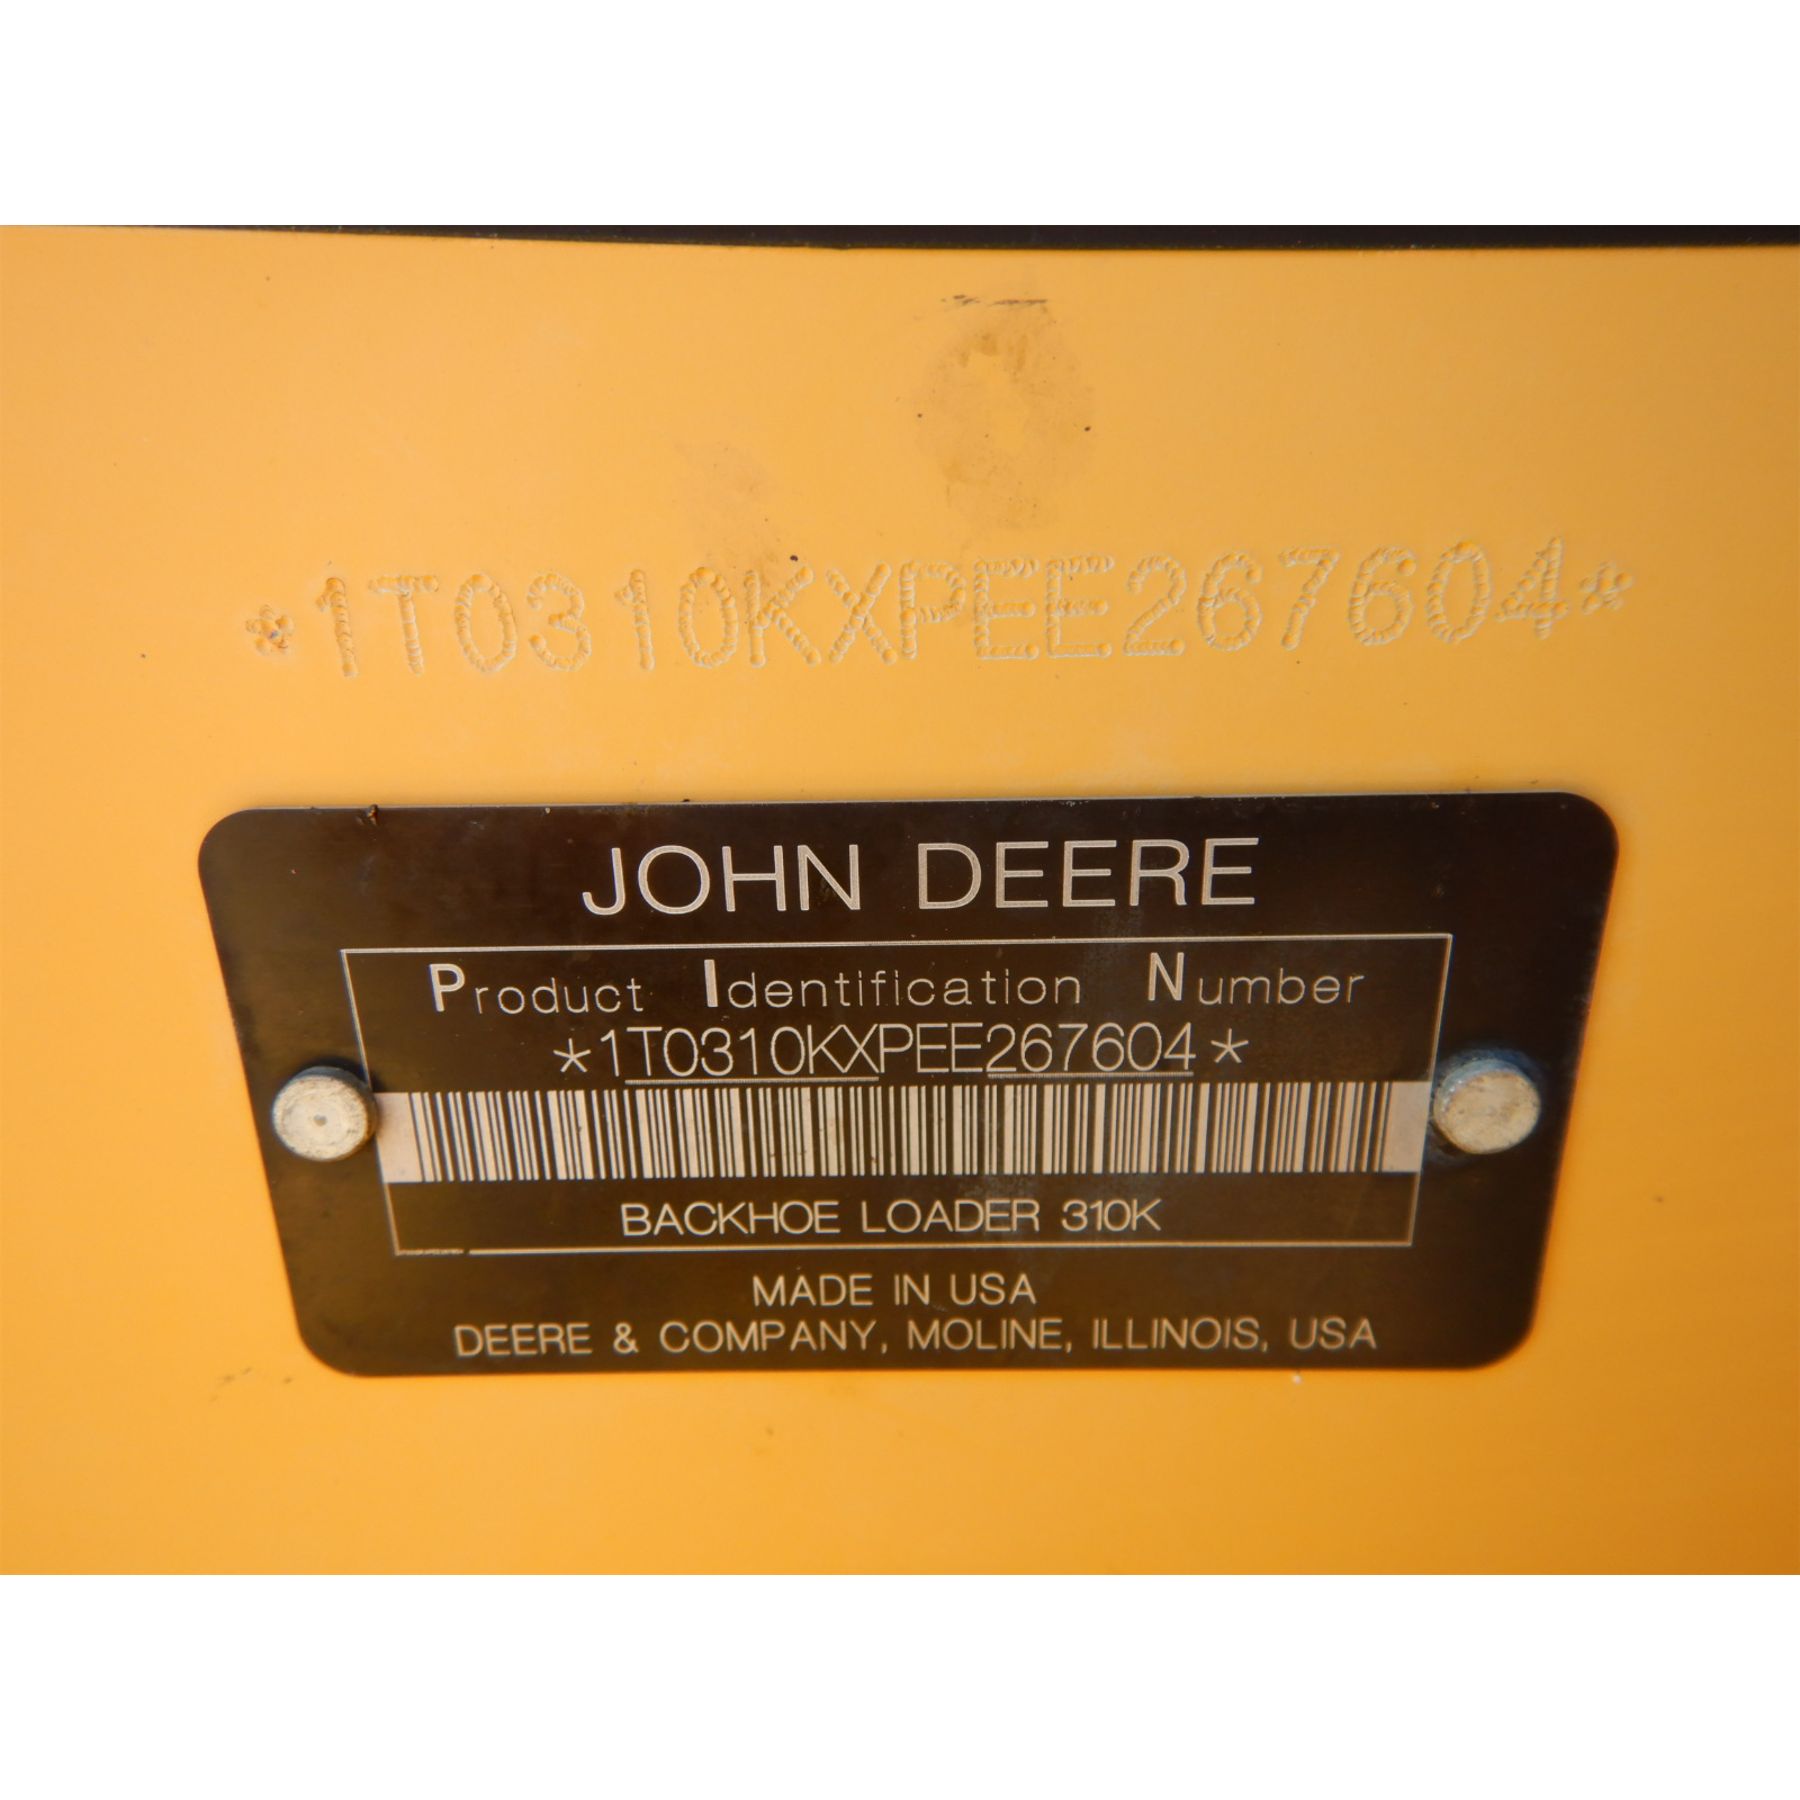 *1T0310KXPEE267604*
JOHN DEERE
Product Identification Number
*1T0310KXPEE267604*
BACKHOE LOADER 310K
MADE IN USA
DEERE & COMPANY, MOLINE, ILLINOIS, USA